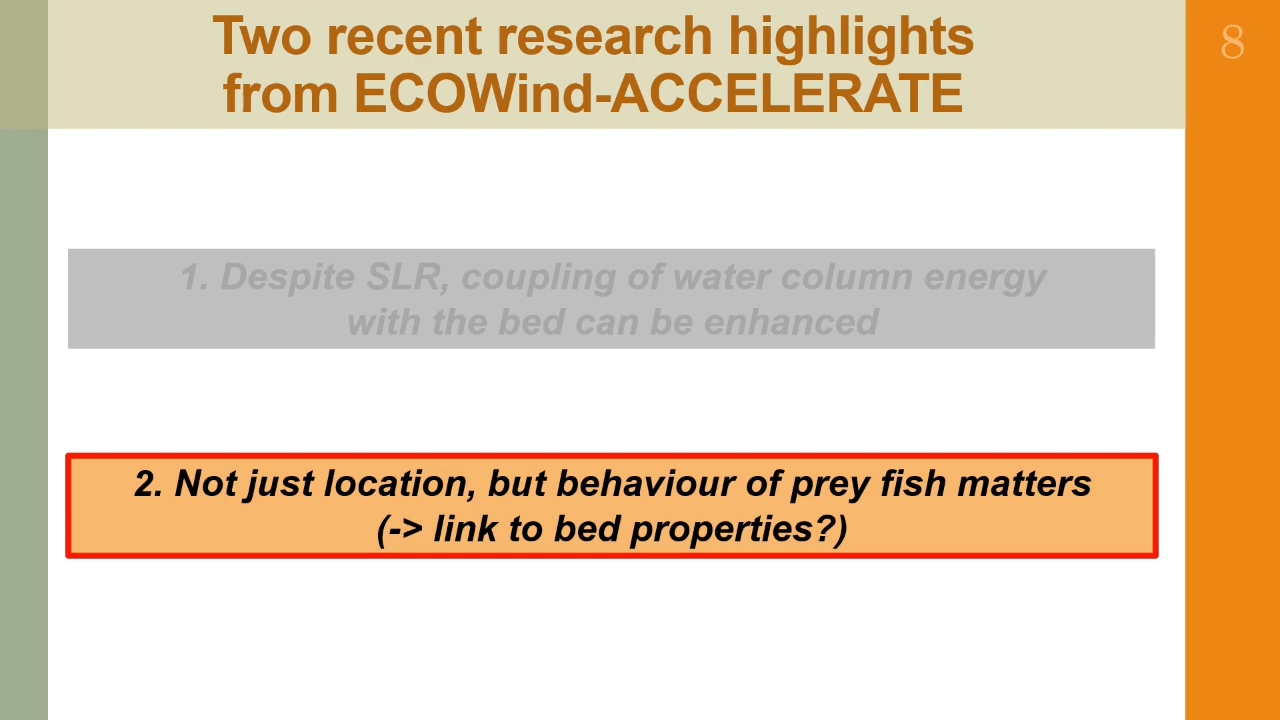 Two recent research highlights
from ECOWind-ACCELERATE
8
1. Despite SLR, coupling of water column energy
with the bed can be enhanced
2. Not just location, but behaviour of prey fish matters
(-> link to bed properties?)